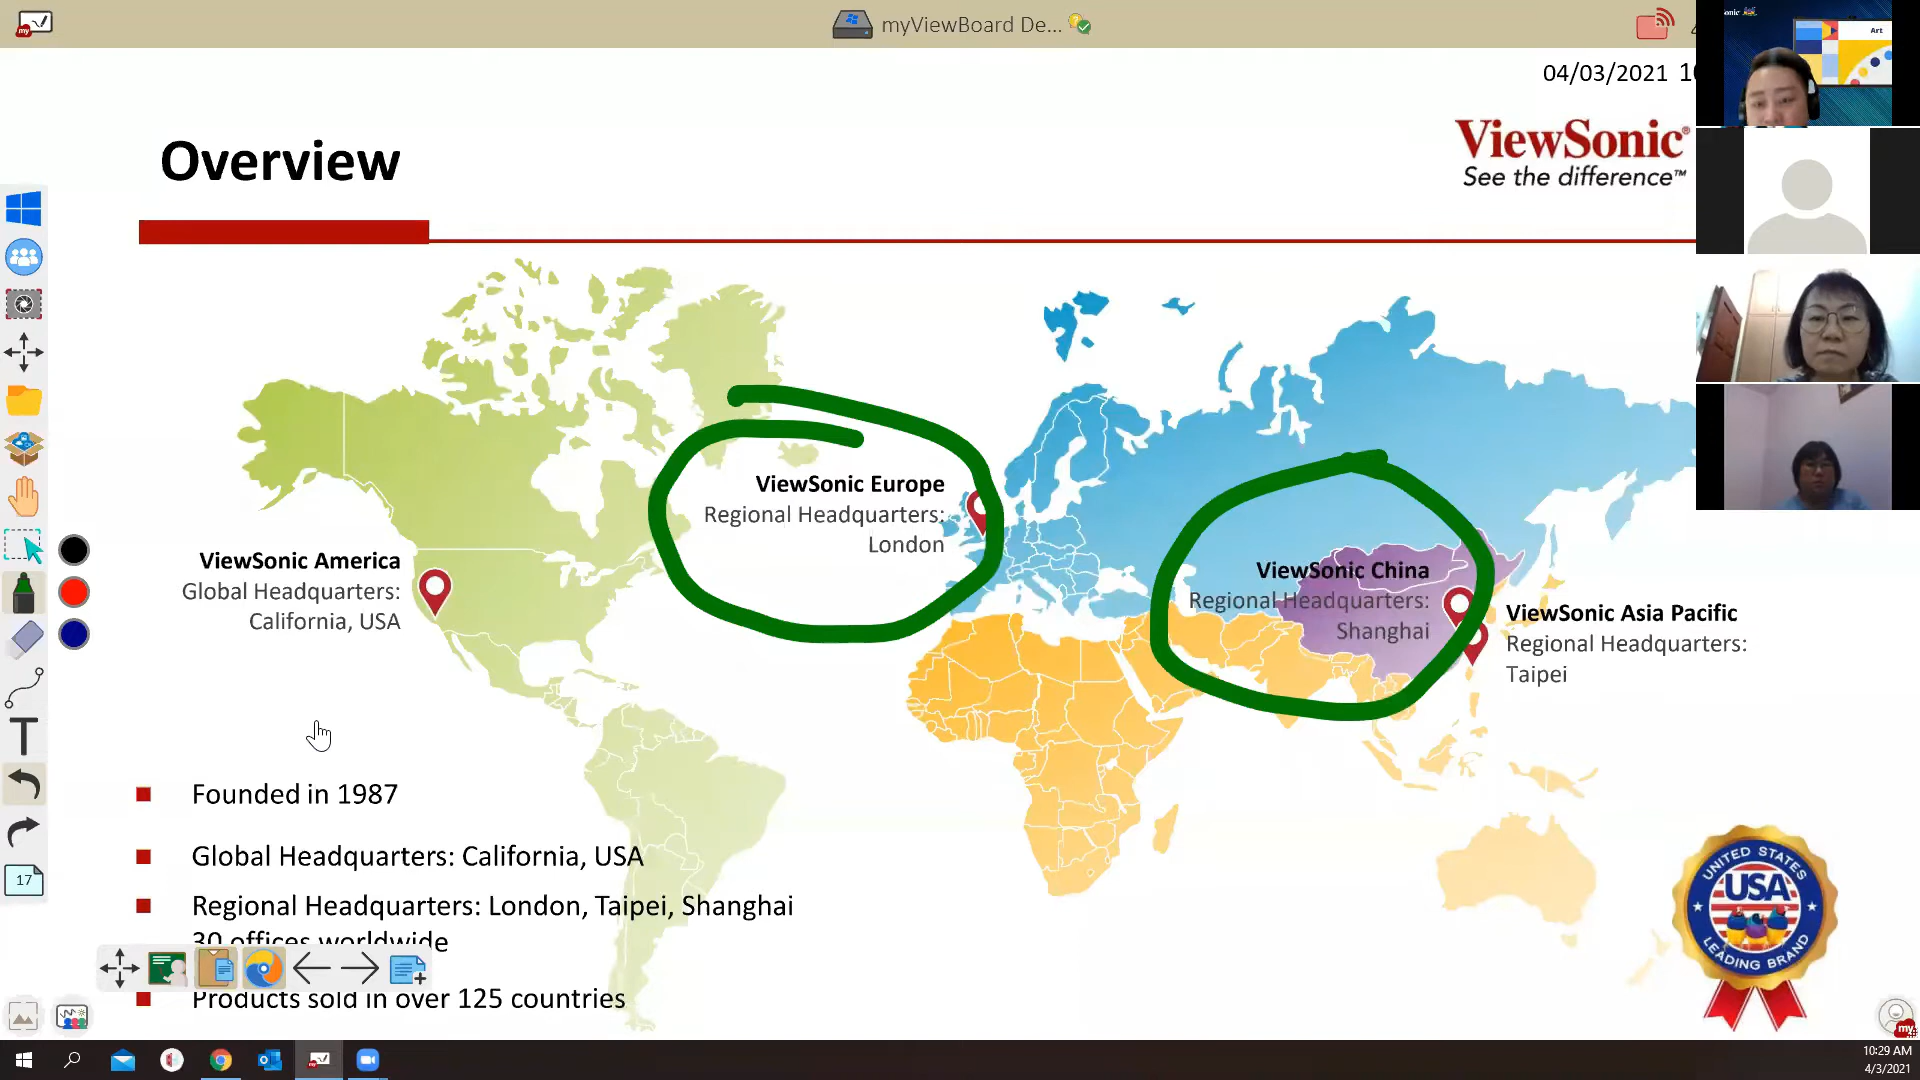 myViewBoard De...
Art
04/03/2021
Overview
ViewSonic®
See the difference™
ViewSonic Europe
Regional Headquarters:
London
ViewSonic America
Global Headquarters:
California, USA
ViewSonic China
Regional Headquarters:
Shanghai
ViewSonic Asia Pacific
Regional Headquarters:
Taipei
T
Founded in 1987
Global Headquarters: California, USA
Regional Headquarters: London, Taipei, Shanghai
30 offices worldwide
Products sold in over 125 countries
17
UNITED STATES
USA
LEADING BRAND
my
10:29 AM
4/3/2021